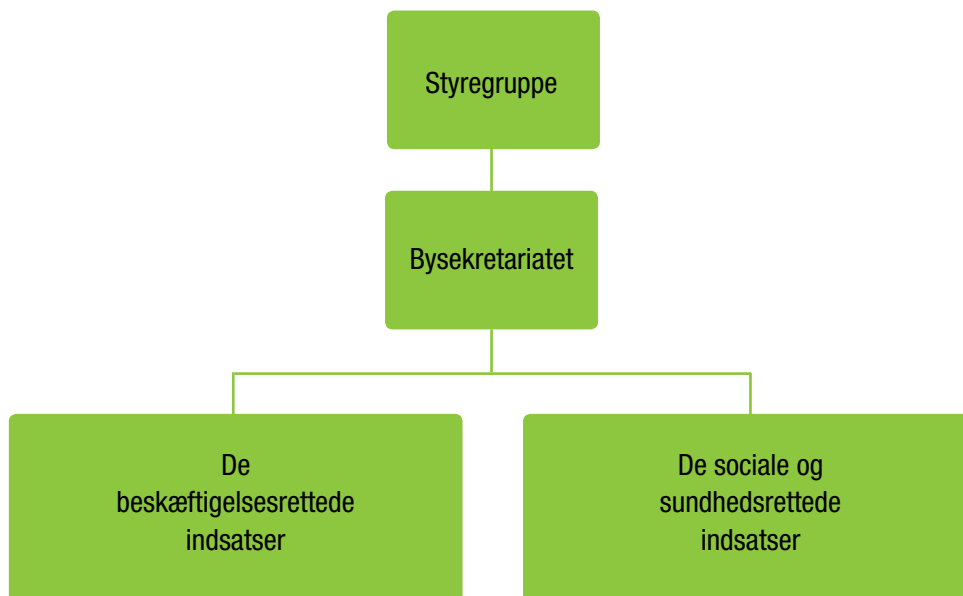 Styregruppe
Bysekretariatet
De
beskæftigelsesrettede
indsatser
De sociale og
sundhedsrettede
indsatser